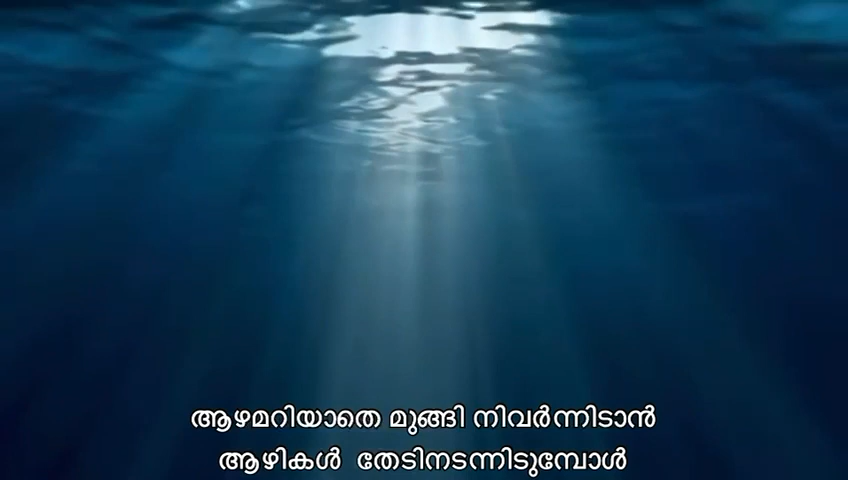 ആഴമറിയാതെ മുങ്ങി നിവർന്നിടാൻ
ആഴികൾ തേടിനടന്നിടുമ്പോൾ